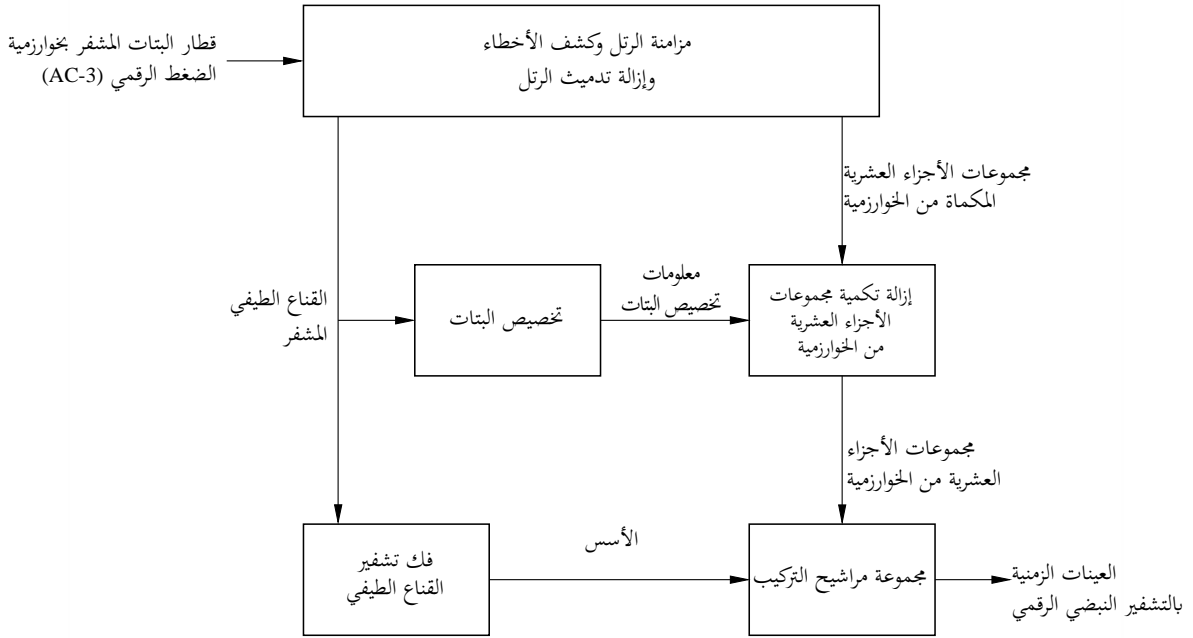 قطار البتات المشفر بخوارزمية
الضغط الرقمي (AC-3)
مزامنة الرتل وكشف الأخطاء
وإزالة تدميث الرتل
مجموعات الأجزاء العشرية
المكماة من الخوارزمية
القناع الطيفي
المشفر
تخصيص البتات
معلومات
تخصيص البتات
إزالة تكمية مجموعات
الأجزاء العشرية
من الخوارزمية
مجموعات الأجزاء
العشرية من الخوارزمية
فك تشفير
القناع الطيفي
الأسس
مجموعة مراشيح التركيب
العينات الزمنية
بالتشفير النبضي الرقمي